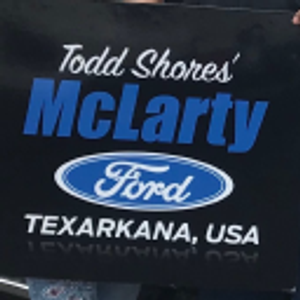 Todd Shores'
McLarty
Ford
TEXARKANA, USA